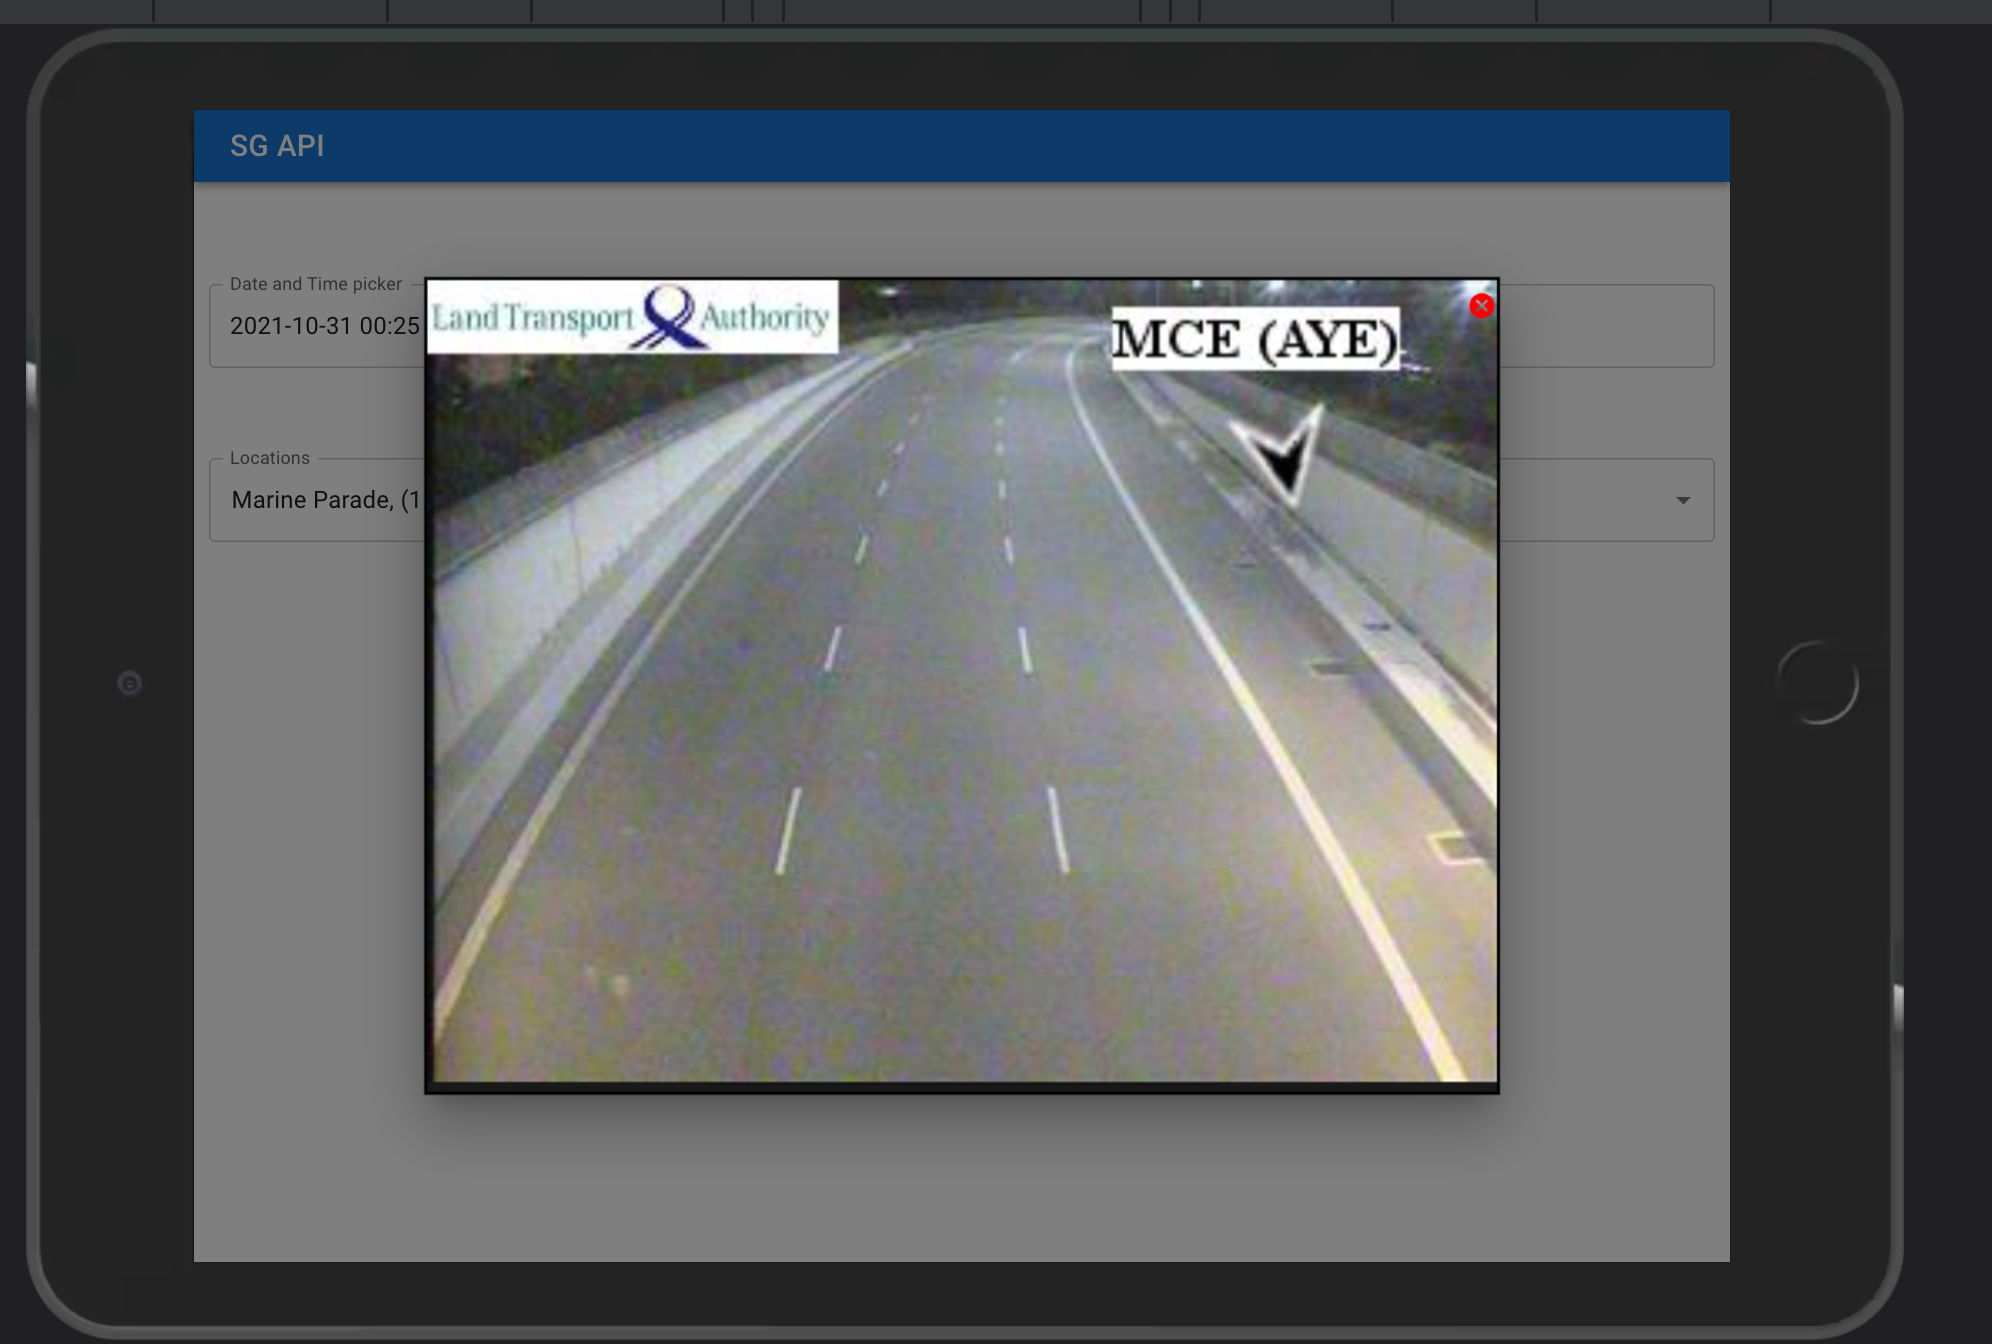 SG API
Date and Time picker
2021-10-31 00:25
Land Transport Authority
MCE (AYE)
Locations
Marine Parade, (1